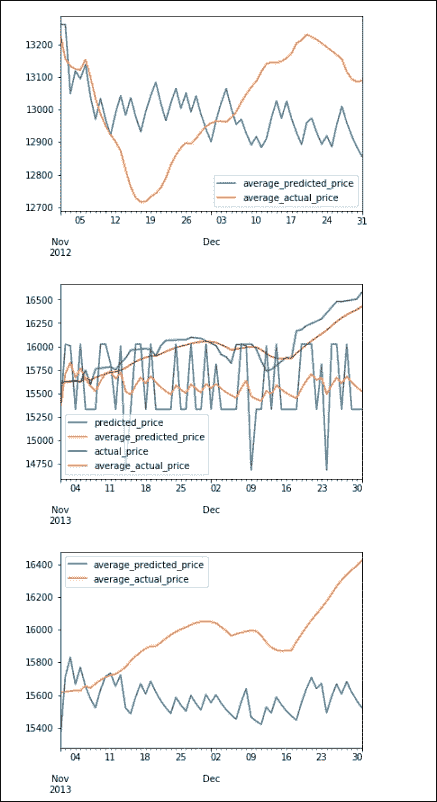 13200
13100
13000
12900
12800
12700
average_predicted_price
average_actual_price
05 12 19 26 03 10 17 24 31
Nov Dec
2012
16500
16250
16000
15750
15500
15250
15000
14750
predicted_price
average_predicted_price
actual_price
average_actual_price
04 11 18 25 02 09 16 23 30
Nov Dec
2013
average_predicted_price
average_actual_price
16400
16200
16000
15800
15600
15400
04 11 18 25 02 09 16 23 30
Nov Dec
2013